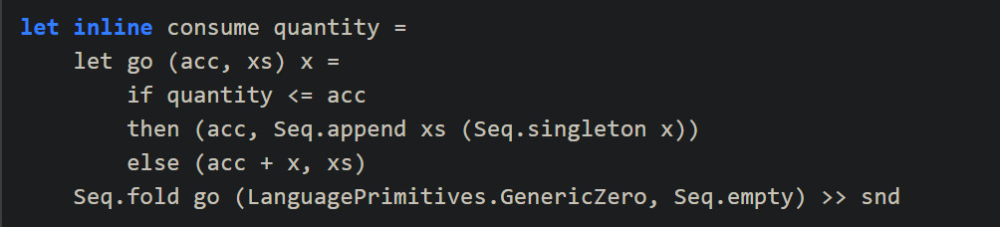 let inline consume quantity =
    let go (acc, xs) x =
        if quantity <= acc
        then (acc, Seq.append xs (Seq.singleton x))
        else (acc + x, xs)
    Seq.fold go (LanguagePrimitives.GenericZero, Seq.empty) >> snd